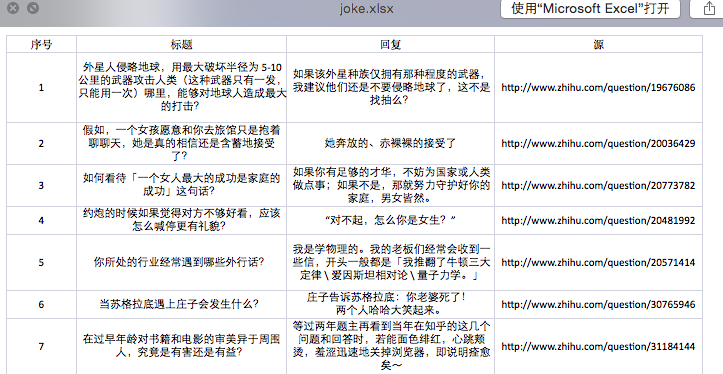 joke.xlsx
使用“Microsoft Excel”打开
序号 标题 回复 源
1
外星人侵略地球，用最大破坏半径为 5-10
公里的武器攻击人类（这种武器只有一发，
只能用一次）哪里，能够对地球人造成最大
的打击？
如果该外星种族仅拥有那种程度的武器，
我建议他们还是不要侵略地球了，这不是
找抽么？
http://www.zhihu.com/question/19676086
2
假如，一个女孩愿意和你去旅馆只是抱着
聊聊天，她是真的相信还是含蓄地接受
了？
她奔放的、赤裸裸的接受了
http://www.zhihu.com/question/20036429
3
如何看待「一个女人最大的成功是家庭的
成功」这句话？
如果你有足够的才华，不妨为国家或人类
做点事；如果不是，那就努力守护好你的
家庭，男女皆然。
http://www.zhihu.com/question/20773782
4
约炮的时候如果觉得对方不够好看，应该
怎么喊停更有礼貌？
“对不起，怎么你是女生？”
http://www.zhihu.com/question/20481992
5
你所处的行业经常遇到哪些外行话？
我是学物理的。我的老板们经常会收到一
些信，开头一般都是「我推翻了牛顿三大
定律 \ 爱因斯坦相对论 \ 量子力学。」
http://www.zhihu.com/question/20571414
6
当苏格拉底遇上庄子会发生什么？
庄子告诉苏格拉底：你老婆死了！
两个人哈哈大笑起来。
http://www.zhihu.com/question/30765946
7
在过早年龄对书籍和电影的审美异于周围
人，究竟是有害还是有益？
等过两年题主再看到当年在知乎的这几个
问题和回答时，若能面色绯红，心跳颊
烫，羞涩迅速地关掉浏览器，即说明痊愈
矣～
http://www.zhihu.com/question/31184144